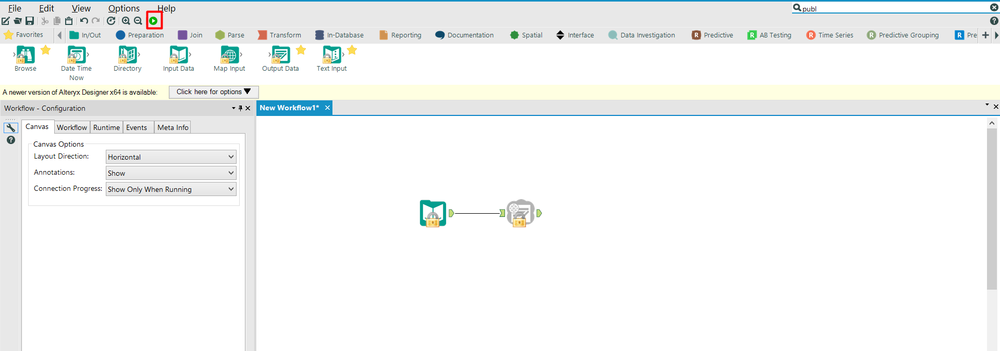 File Edit View Options Help
publ
Favorites In/Out Preparation Join Parse Transform In-Database Reporting Documentation Spatial Interface Data Investigation R Predictive R AB Testing R Time Series R Predictive Grouping R Pre
Browse Date Time Now Directory Input Data Map Input Output Data Text Input
A newer version of Alteryx Designer x64 is available: Click here for options
Workflow - Configuration
New Workflow1*
Canvas Workflow Runtime Events Meta Info
Canvas Options
Layout Direction: Horizontal
Annotations: Show
Connection Progress: Show Only When Running